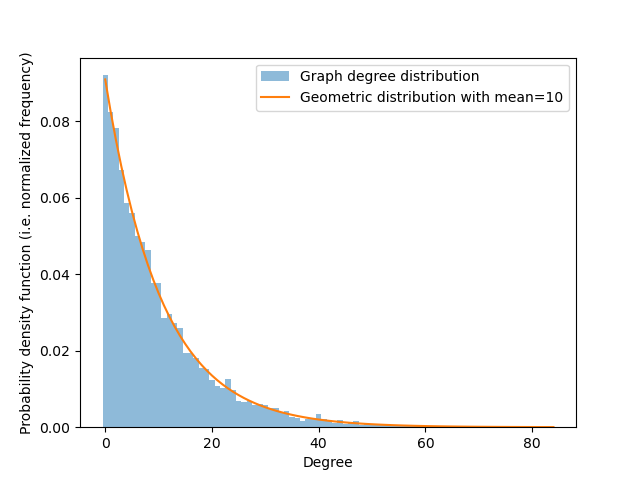 Graph degree distribution
Geometric distribution with mean=10
Probability density function (i.e. normalized frequency)
0.08
0.06
0.04
0.02
0.00
0 20 40 60 80
Degree